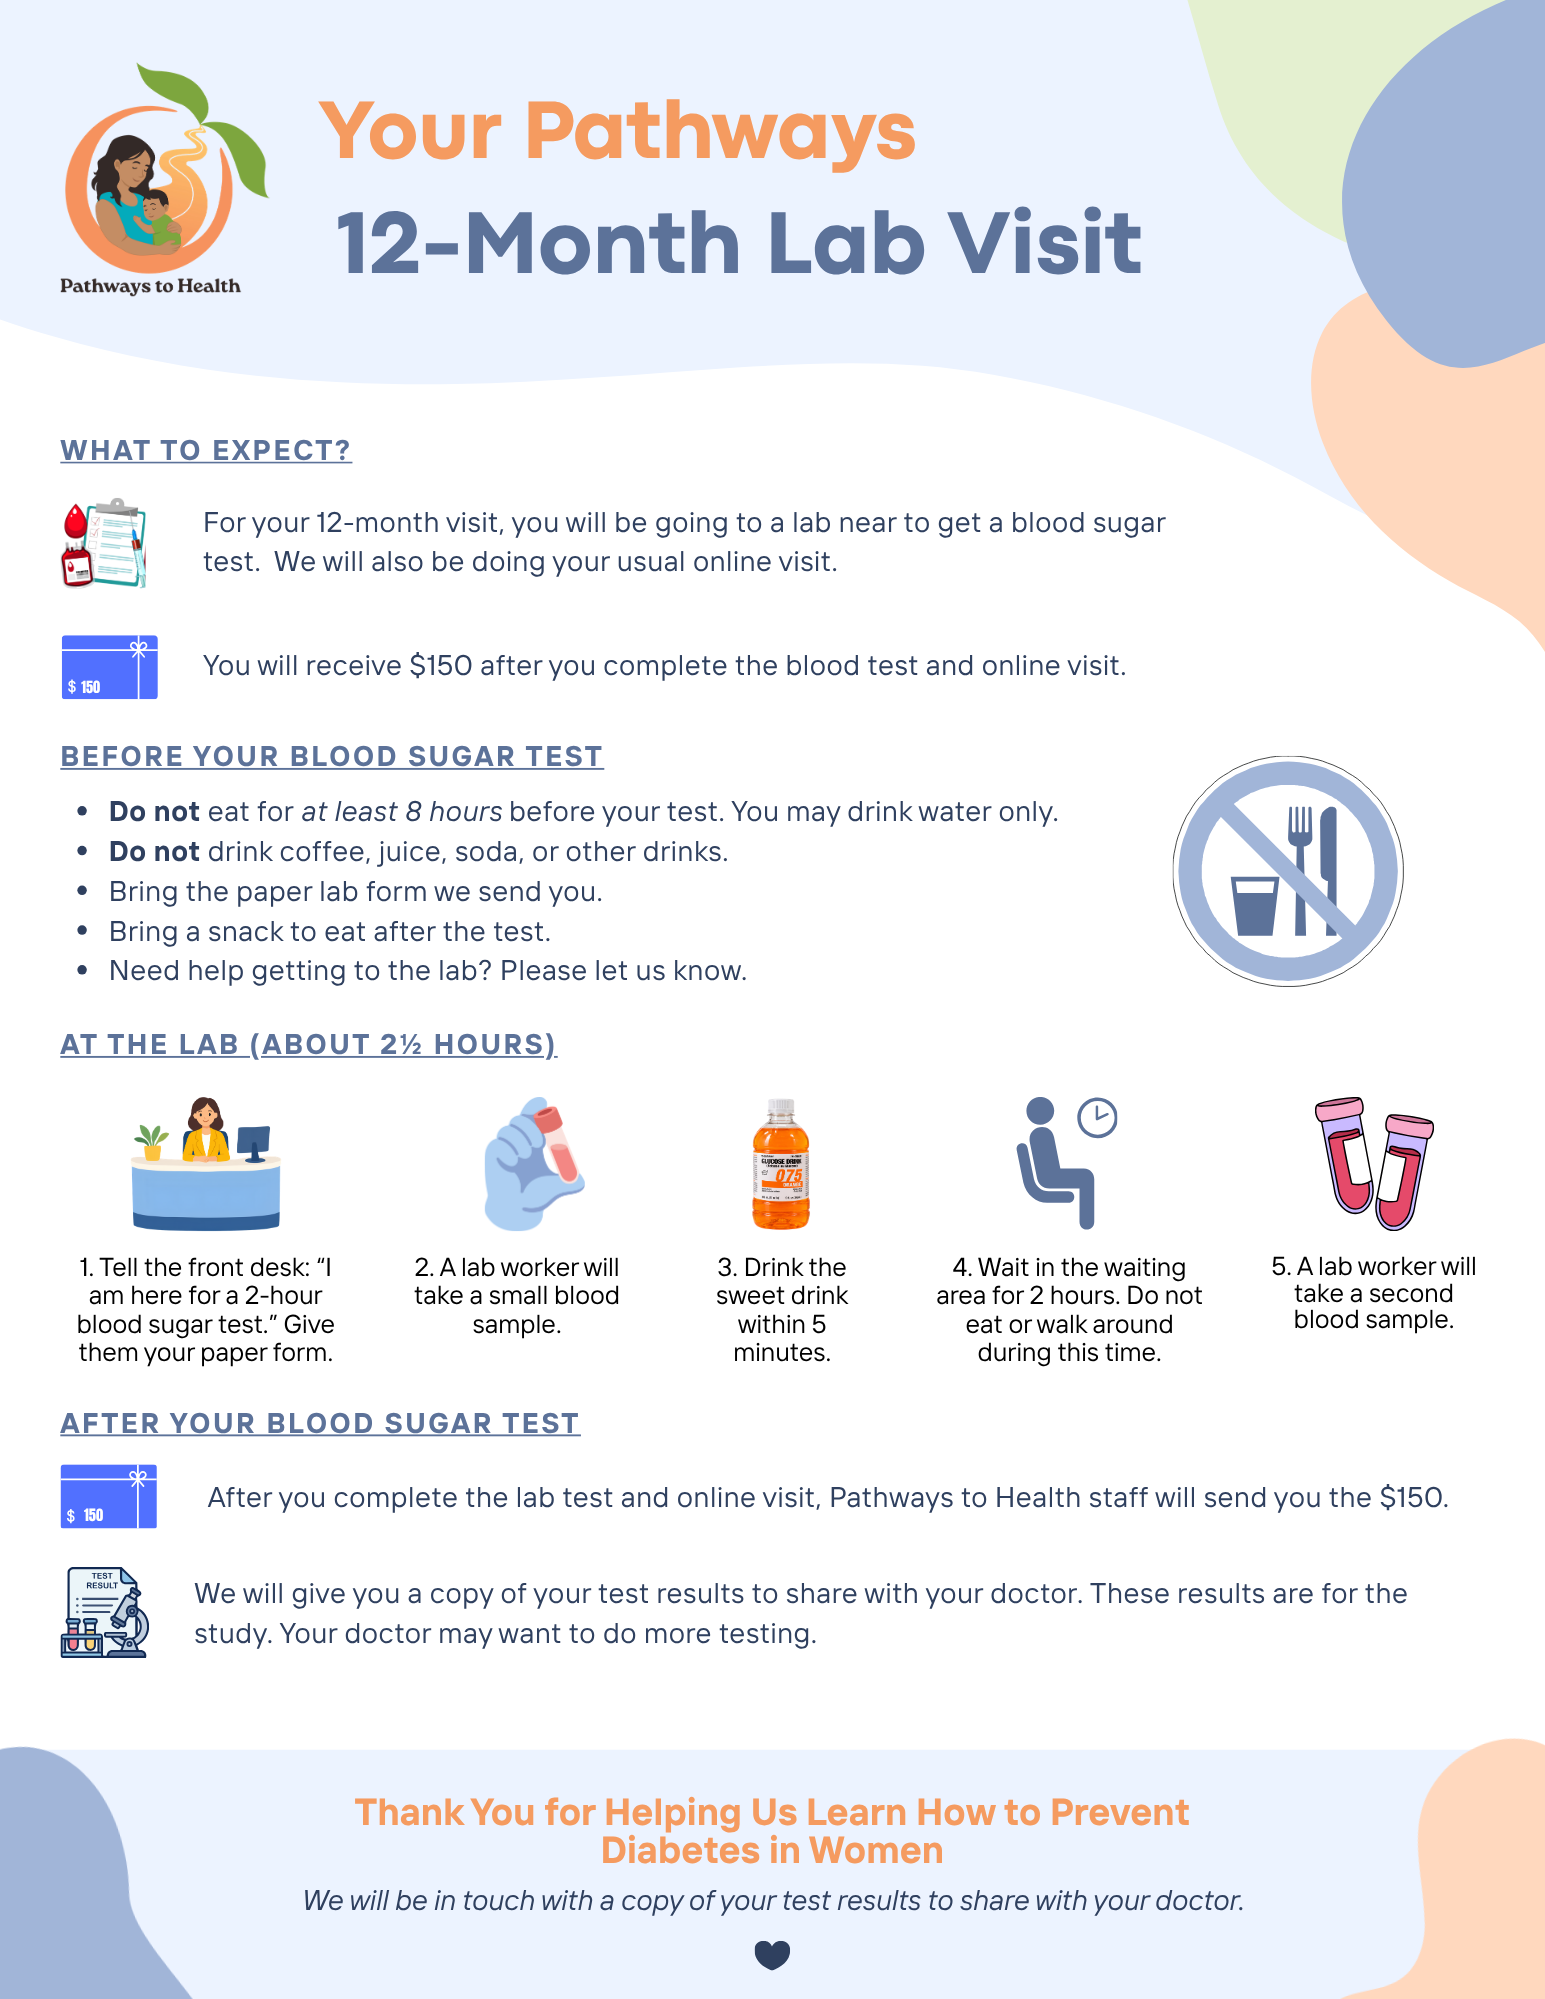 Your Pathways
12-Month Lab Visit
Pathways to Health
WHAT TO EXPECT?
For your 12-month visit, you will be going to a lab near to get a blood sugar
test.  We will also be doing your usual online visit.
$ 150
You will receive $150 after you complete the blood test and online visit.
BEFORE YOUR BLOOD SUGAR TEST
• Do not eat for at least 8 hours before your test. You may drink water only.
• Do not drink coffee, juice, soda, or other drinks.
• Bring the paper lab form we send you.
• Bring a snack to eat after the test.
• Need help getting to the lab? Please let us know.
AT THE LAB (ABOUT 2½ HOURS)
GLUCOSE DRINK
075
1. Tell the front desk: “I
am here for a 2-hour
blood sugar test.” Give
them your paper form.
2. A lab worker will
take a small blood
sample.
3. Drink the
sweet drink
within 5
minutes.
4. Wait in the waiting
area for 2 hours. Do not
eat or walk around
during this time.
5. A lab worker will
take a second
blood sample.
AFTER YOUR BLOOD SUGAR TEST
$ 150
After you complete the lab test and online visit, Pathways to Health staff will send you the $150.
TEST
RESULT
We will give you a copy of your test results to share with your doctor. These results are for the
study. Your doctor may want to do more testing.
Thank You for Helping Us Learn How to Prevent
Diabetes in Women
We will be in touch with a copy of your test results to share with your doctor.